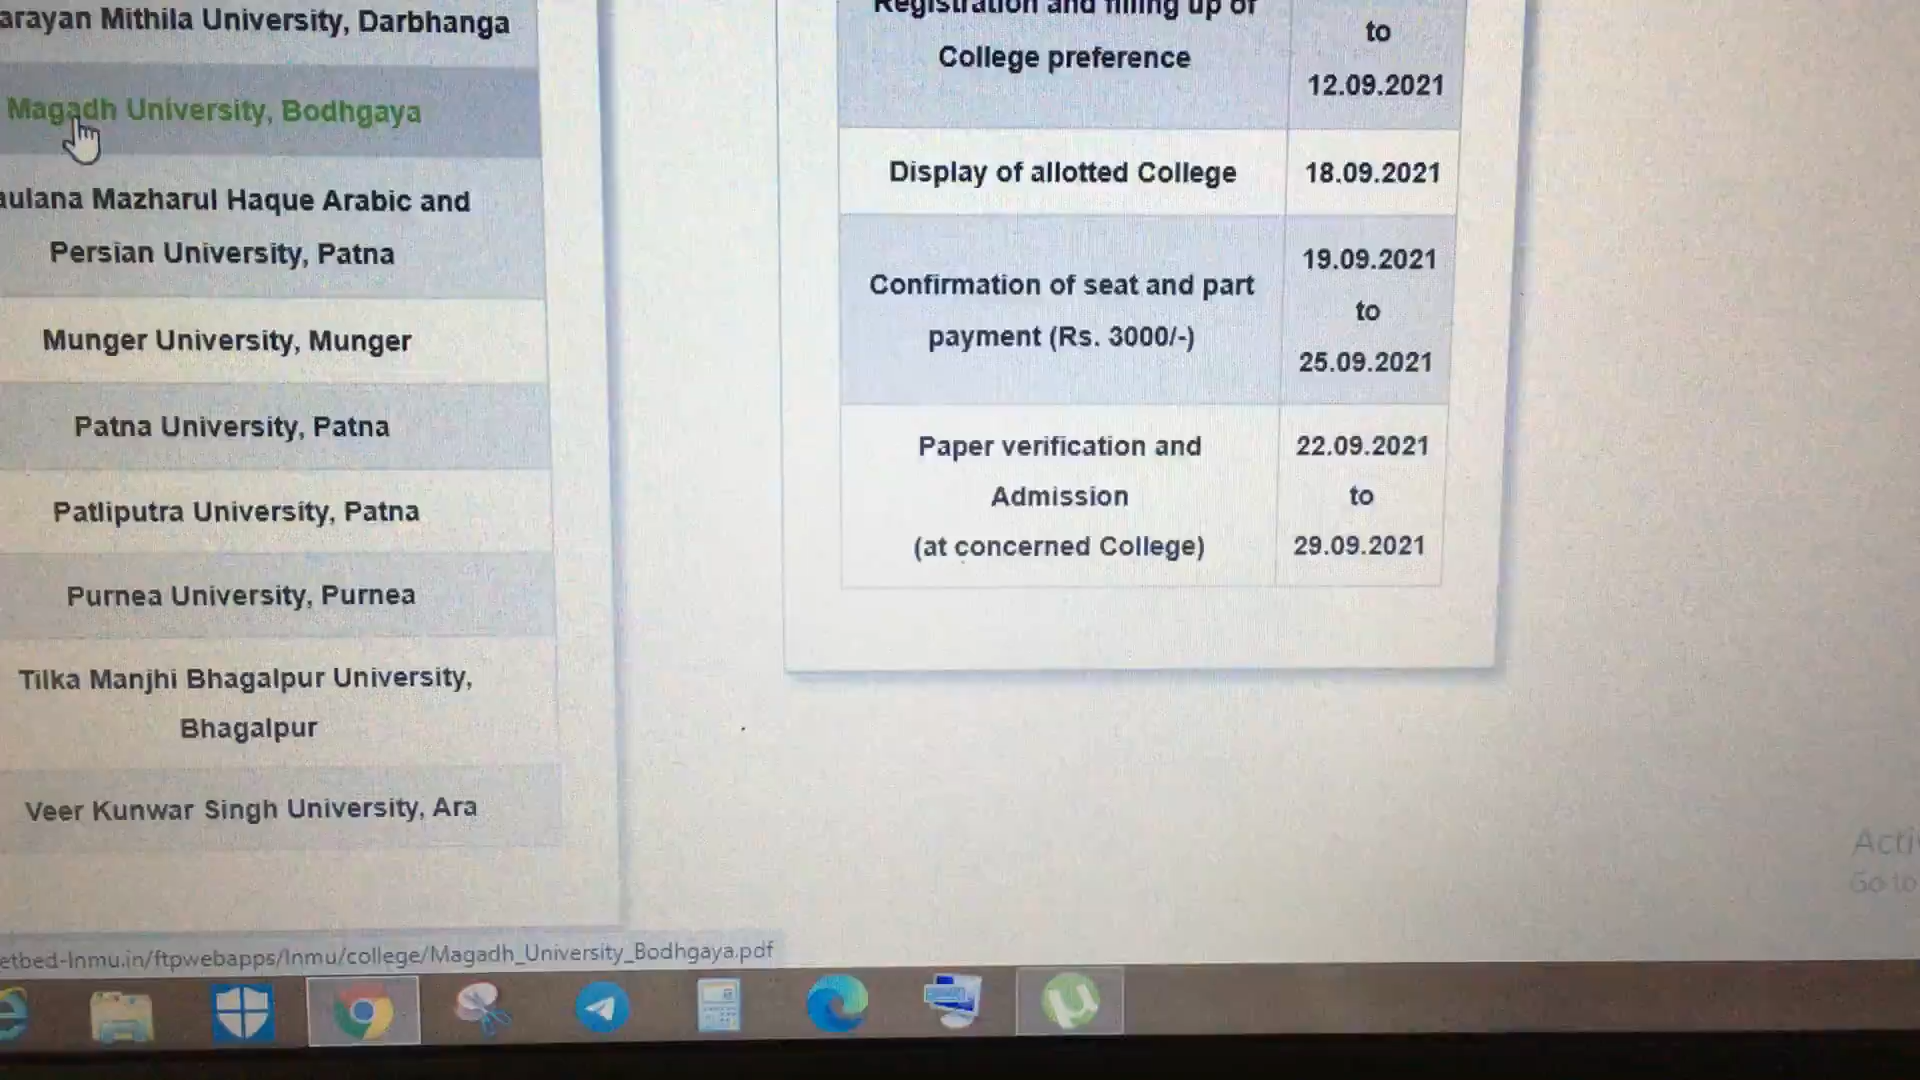 Mithila University, Darbhanga
Magadh University, Bodhgaya
Mazharul Haque Arabic and
Persian University, Patna
Munger University, Munger
Patna University, Patna
Patliputra University, Patna
Purnea University, Purnea
Tilka Manjhi Bhagalpur University,
Bhagalpur
Veer Kunwar Singh University, Ara
Registration and filling up of
College preference
to
12.09.2021
Display of allotted College
18.09.2021
Confirmation of seat and part
payment (Rs. 3000/-)
19.09.2021
to
25.09.2021
Paper verification and
Admission
(at concerned College)
22.09.2021
to
29.09.2021
Go to
etbed-lnmu.in/ftpwebapps/lnmu/college/Magadh_University_Bodhgaya.pdf